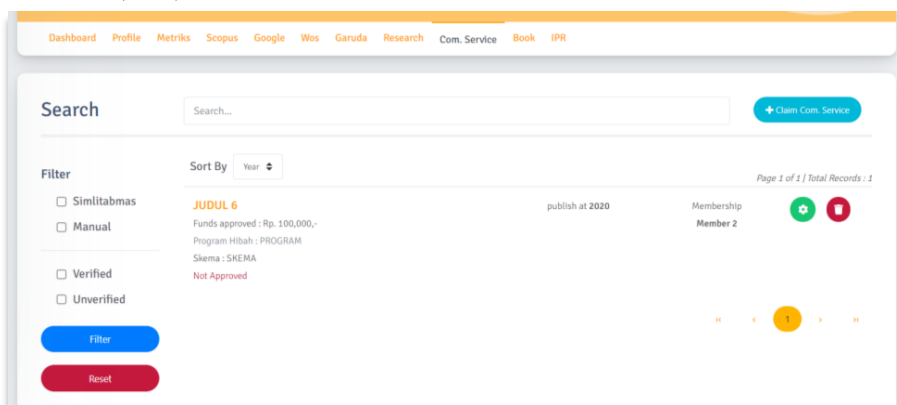 Dashboard Profile Metriks Scopus Google Wos Garuda Research Com. Service Book IPR
Search
Search...
+ Claim Com. Service
Filter
Sort By Year
Page 1 of 1 | Total Records : 1
Simlitabmas
Manual
Verified
Unverified
Filter
Reset
JUDUL 6
Funds approved : Rp. 100,000,-
Program Hibah : PROGRAM
Skema : SKEMA
Not Approved
publish at 2020
Membership
Member 2
« ‹ 1 › »